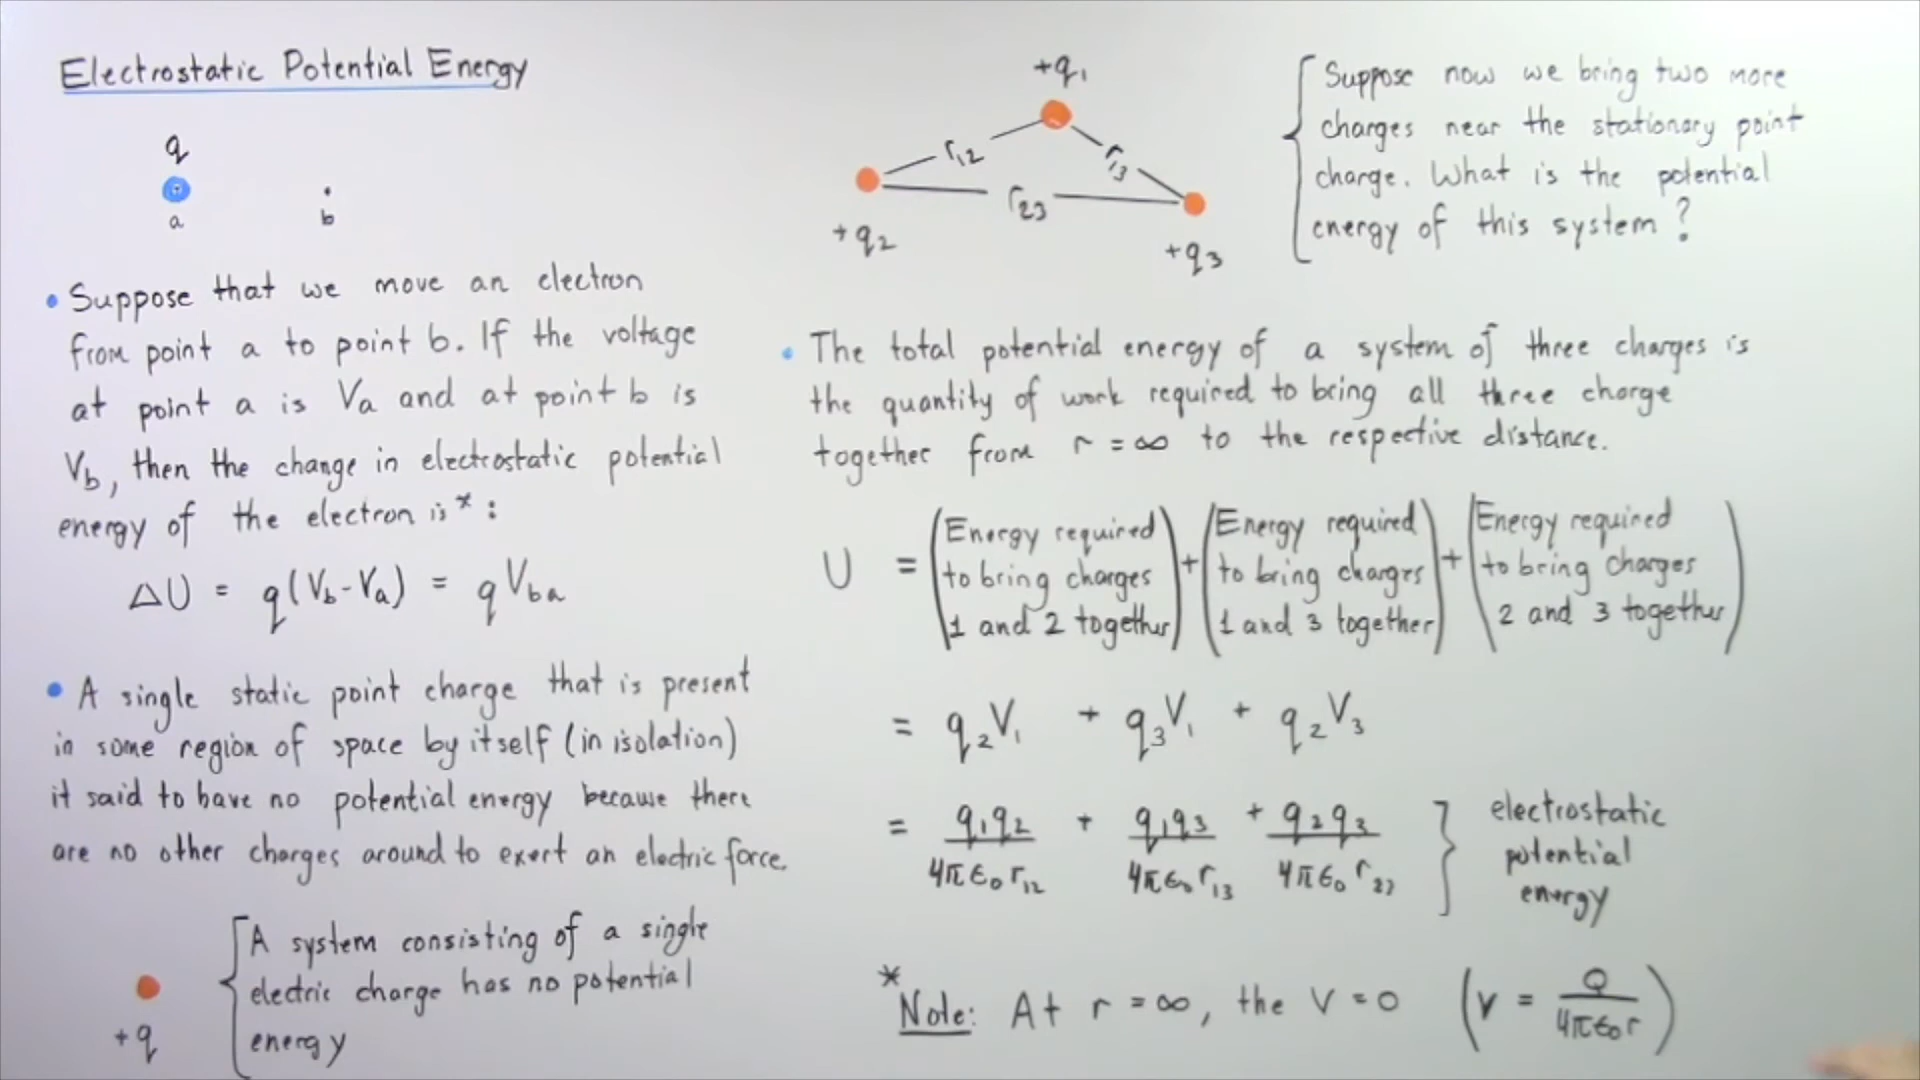 Electrostatic Potential Energy
q
a
b
• Suppose that we move an electron
from point a to point b. If the voltage
at point a is Va and at point b is
Vb, then the change in electrostatic potential
energy of the electron is* :
ΔU = q(Vb-Va) = qVba
• A single static point charge that is present
in some region of space by itself (in isolation)
it said to have no potential energy because there
are no other charges around to exert an electric force.
+q
A system consisting of a single
electric charge has no potential
energy
+q₁
r₁₂
r₁₃
r₂₃
+q₂
+q₃
Suppose now we bring two more
charges near the stationary point
charge. What is the potential
energy of this system?
• The total potential energy of a system of three charges is
the quantity of work required to bring all three charge
together from r = ∞ to the respective distance.
U = (Energy required to bring charges 1 and 2 together) + (Energy required to bring charges 1 and 3 together) + (Energy required to bring charges 2 and 3 together)
= q₂V₁ + q₃V₁ + q₂V₃
= q₁q₂/4πϵ₀r₁₂ + q₁q₃/4πϵ₀r₁₃ + q₂q₃/4πϵ₀r₂₃
electrostatic
potential
energy
* Note: At r = ∞, the V = 0 (V = Q/4πϵ₀r)